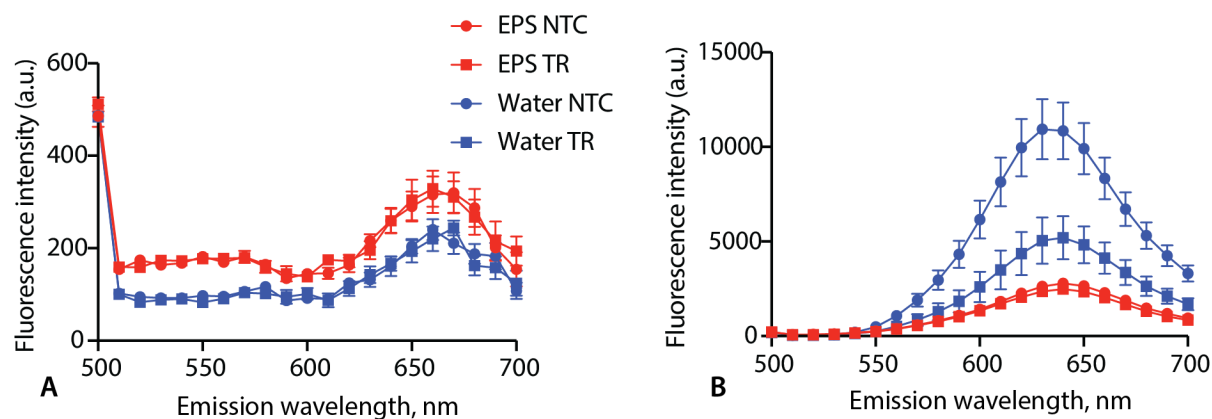 EPS NTC
EPS TR
Water NTC
Water TR
Fluorescence intensity (a.u.)
600
400
200
0
500
550
600
650
700
A
Emission wavelength, nm
Fluorescence intensity (a.u.)
15000
10000
5000
0
500
550
600
650
700
B
Emission wavelength, nm